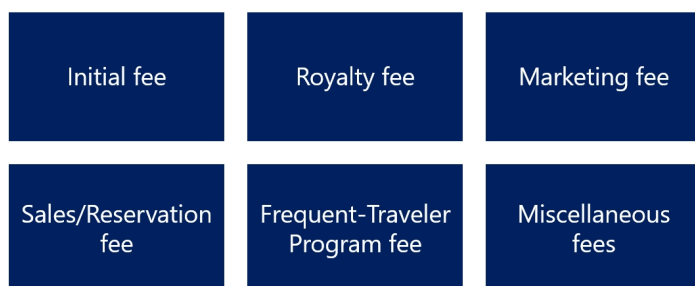 Initial fee
Royalty fee
Marketing fee
Sales/Reservation
fee
Frequent-Traveler
Program fee
Miscellaneous
fees